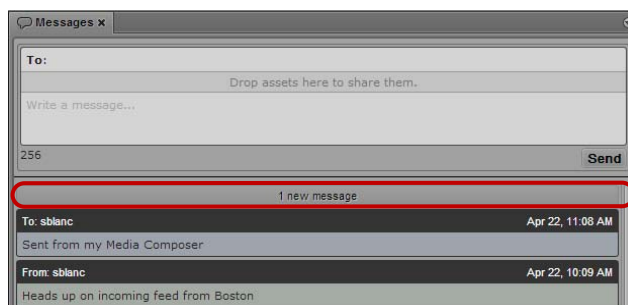 Messages
To:
Drop assets here to share them.
Write a message...
256
Send
1 new message
To: sblanc Apr 22, 11:08 AM
Sent from my Media Composer
From: sblanc Apr 22, 10:09 AM
Heads up on incoming feed from Boston